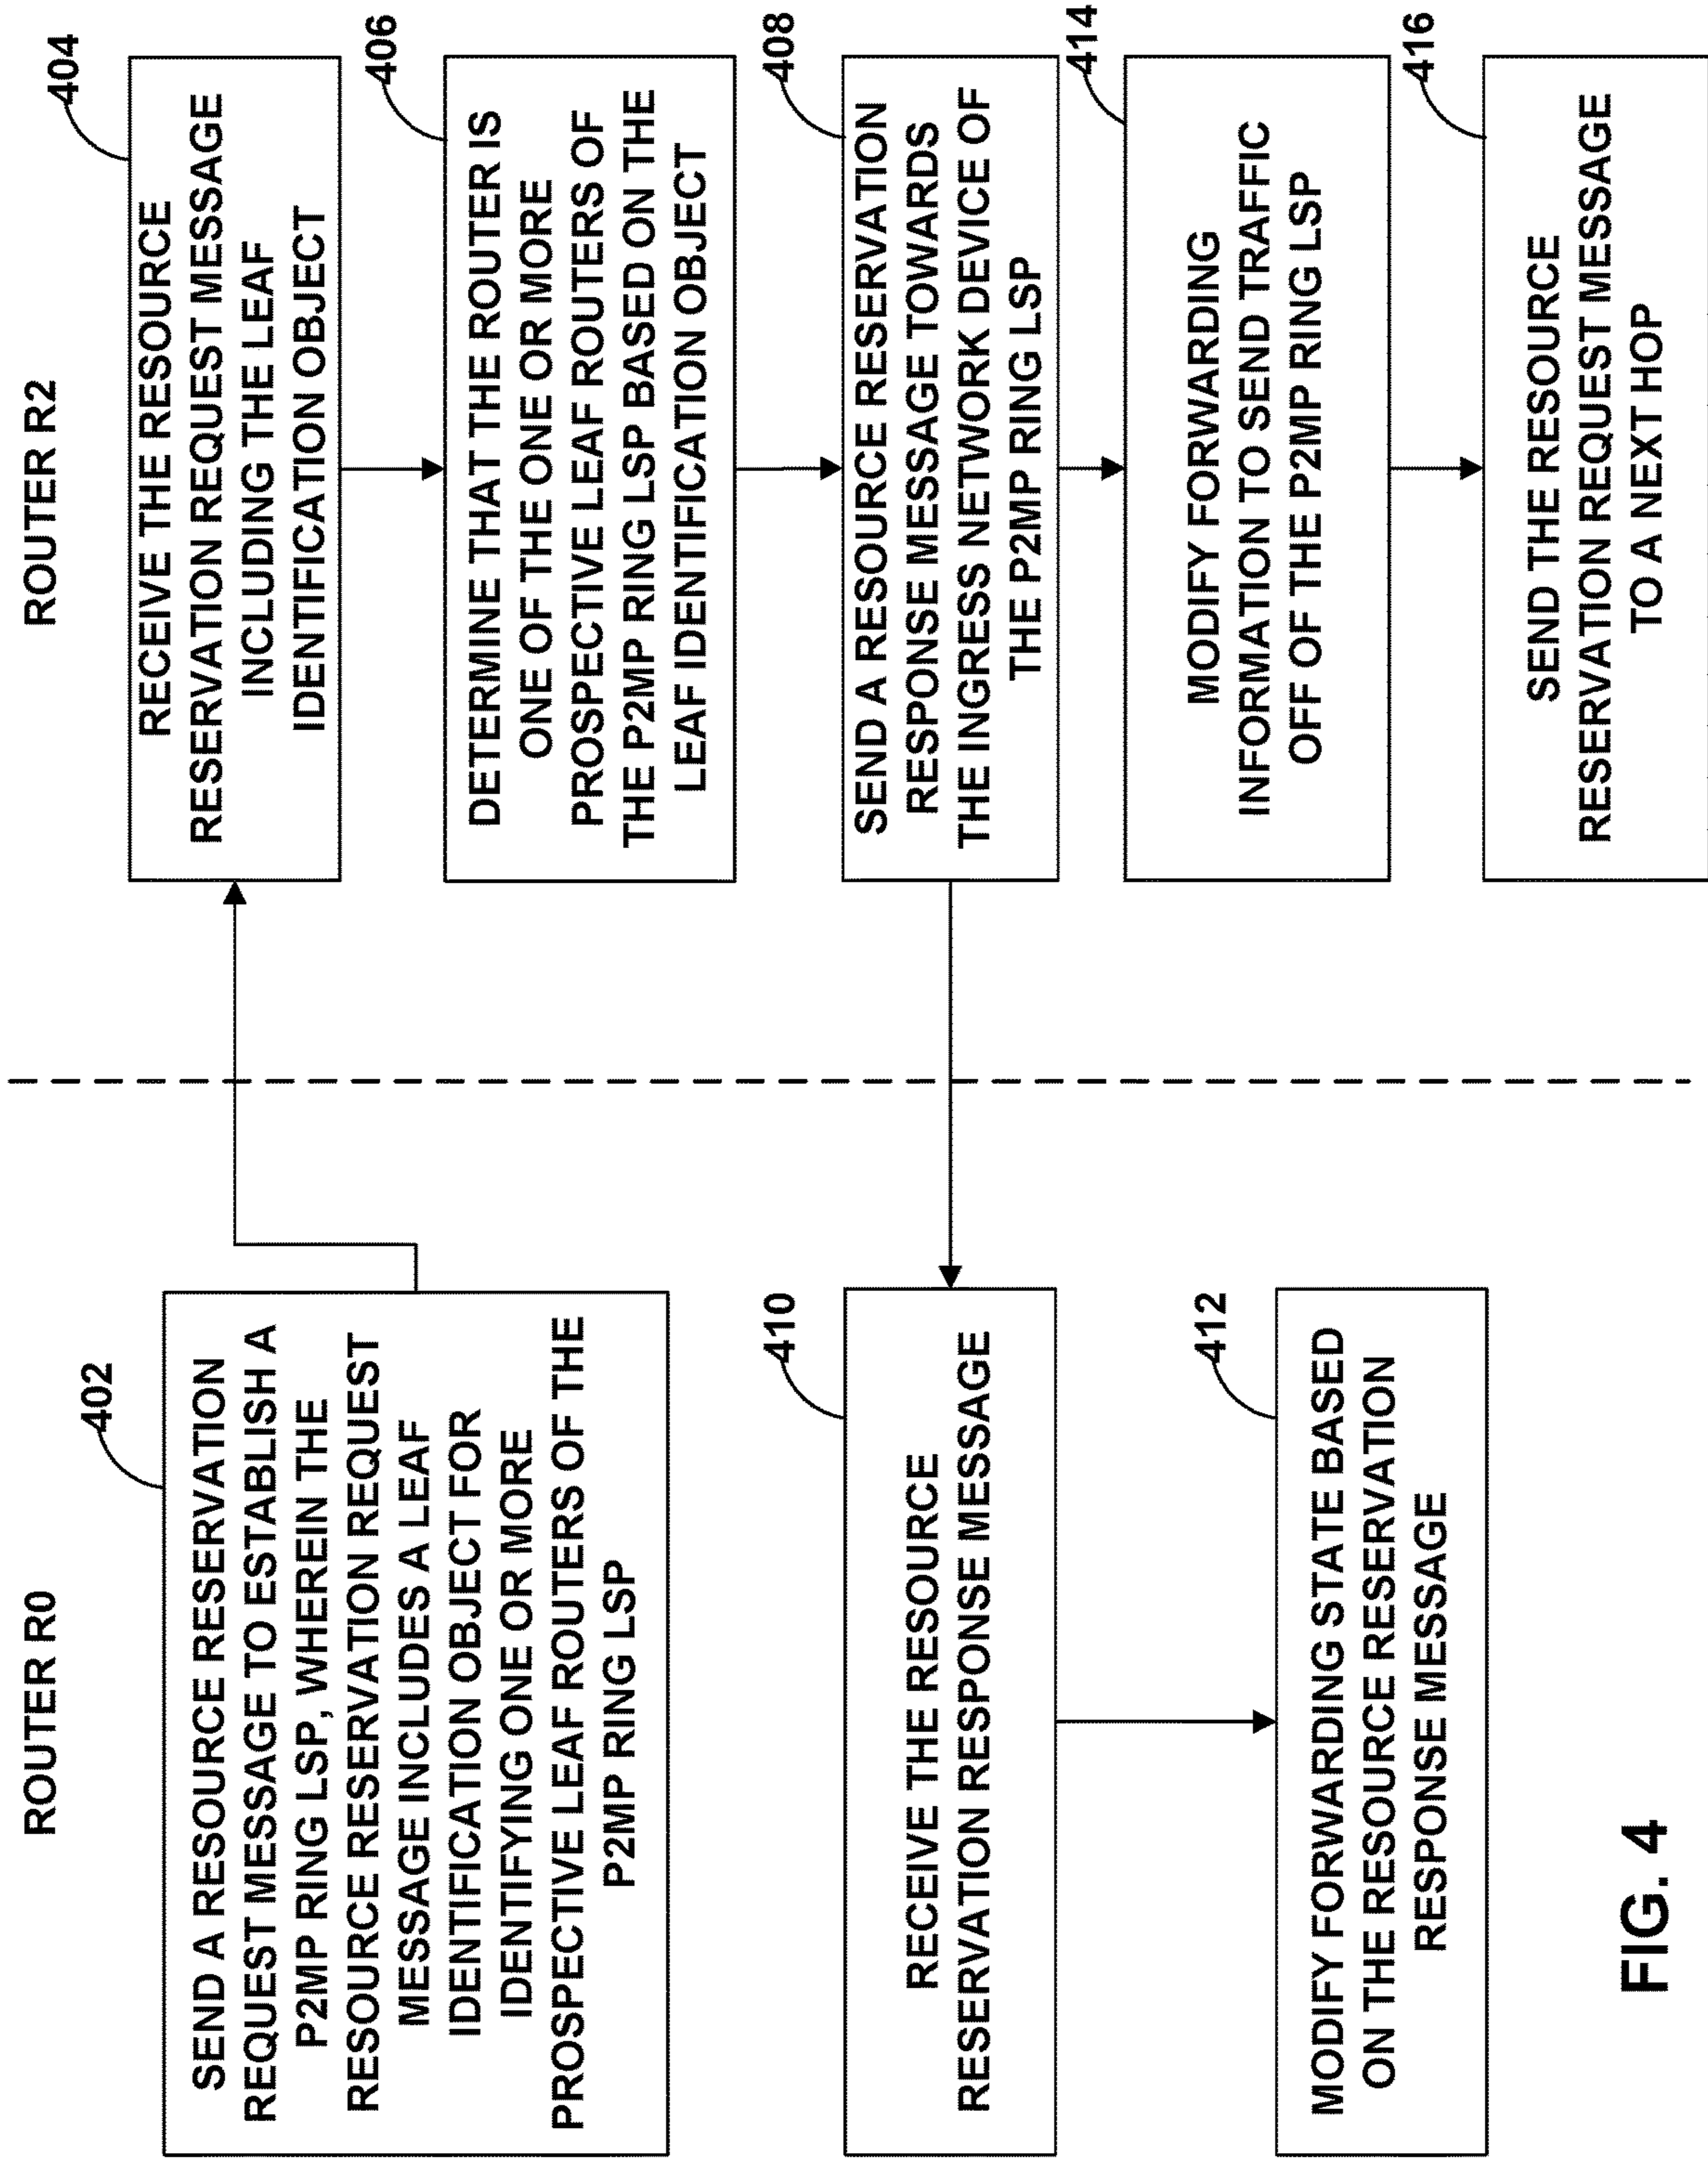 ROUTER R0
402
SEND A RESOURCE RESERVATION
REQUEST MESSAGE TO ESTABLISH A
P2MP RING LSP, WHEREIN THE
RESOURCE RESERVATION REQUEST
MESSAGE INCLUDES A LEAF
IDENTIFICATION OBJECT FOR
IDENTIFYING ONE OR MORE
PROSPECTIVE LEAF ROUTERS OF THE
P2MP RING LSP
410
RECEIVE THE RESOURCE
RESERVATION RESPONSE MESSAGE
412
MODIFY FORWARDING STATE BASED
ON THE RESOURCE RESERVATION
RESPONSE MESSAGE
ROUTER R2
404
RECEIVE THE RESOURCE
RESERVATION REQUEST MESSAGE
INCLUDING THE LEAF
IDENTIFICATION OBJECT
406
DETERMINE THAT THE ROUTER IS
ONE OF THE ONE OR MORE
PROSPECTIVE LEAF ROUTERS OF
THE P2MP RING LSP BASED ON THE
LEAF IDENTIFICATION OBJECT
408
SEND A RESOURCE RESERVATION
RESPONSE MESSAGE TOWARDS
THE INGRESS NETWORK DEVICE OF
THE P2MP RING LSP
414
MODIFY FORWARDING
INFORMATION TO SEND TRAFFIC
OFF OF THE P2MP RING LSP
416
SEND THE RESOURCE
RESERVATION REQUEST MESSAGE
TO A NEXT HOP
FIG. 4